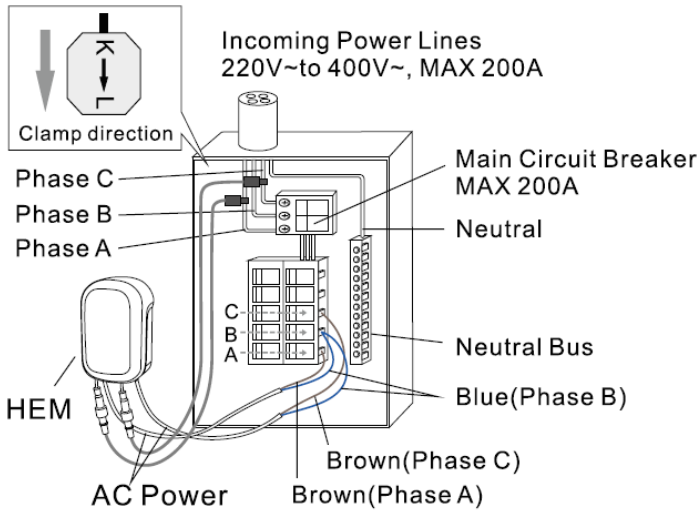 K
L
Clamp direction
Incoming Power Lines
220V~to 400V~, MAX 200A
Phase C
Phase B
Phase A
Main Circuit Breaker
MAX 200A
Neutral
C
B
A
Neutral Bus
HEM
Blue(Phase B)
Brown(Phase C)
AC Power
Brown(Phase A)